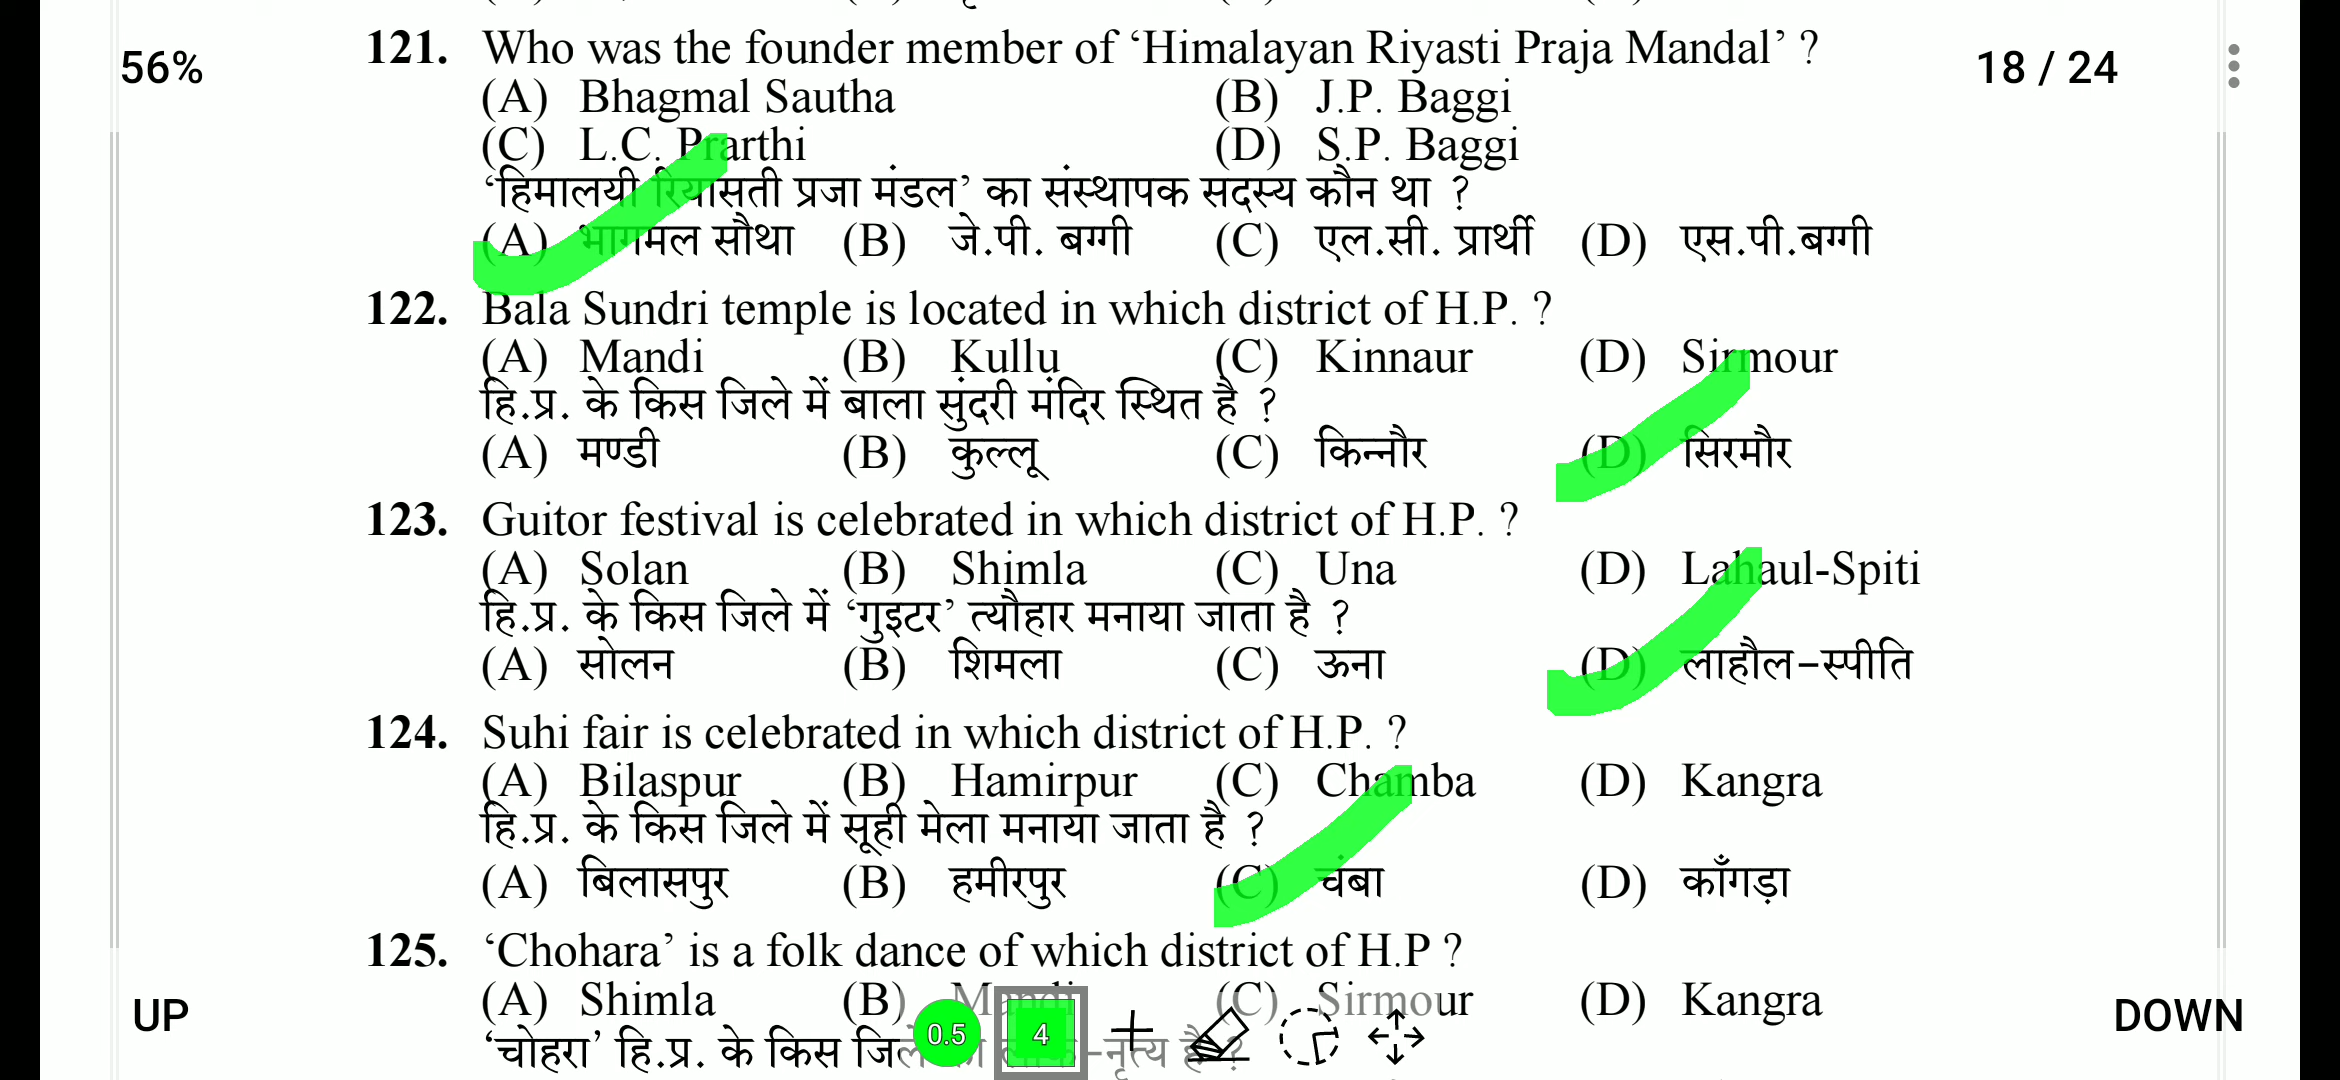 56%
18 / 24
121. Who was the founder member of ‘Himalayan Riyasti Praja Mandal’ ?
(A) Bhagmal Sautha (B) J.P. Baggi
(C) L.C. Prarthi (D) S.P. Baggi
‘हिमालयी रियासती प्रजा मंडल’ का संस्थापक सदस्य कौन था ?
(A) भागमल सौथा (B) जे.पी. बग्गी (C) एल.सी. प्रार्थी (D) एस.पी.बग्गी
122. Bala Sundri temple is located in which district of H.P. ?
(A) Mandi (B) Kullu (C) Kinnaur (D) Sirmour
हि.प्र. के किस जिले में बाला सुंदरी मंदिर स्थित है ?
(A) मण्डी (B) कुल्लू (C) किन्नौर (D) सिरमौर
123. Guitor festival is celebrated in which district of H.P. ?
(A) Solan (B) Shimla (C) Una (D) Lahaul-Spiti
हि.प्र. के किस जिले में ‘गुइटर’ त्यौहार मनाया जाता है ?
(A) सोलन (B) शिमला (C) ऊना (D) लाहौल–स्पीति
124. Suhi fair is celebrated in which district of H.P. ?
(A) Bilaspur (B) Hamirpur (C) Chamba (D) Kangra
हि.प्र. के किस जिले में सूही मेला मनाया जाता है ?
(A) बिलासपुर (B) हमीरपुर (C) चंबा (D) काँगड़ा
125. ‘Chohara’ is a folk dance of which district of H.P ?
(A) Shimla (B) Mandi (C) Sirmour (D) Kangra
‘चोहरा’ हि.प्र. के किस –नृत्य है ?
0.5
4
UP
DOWN